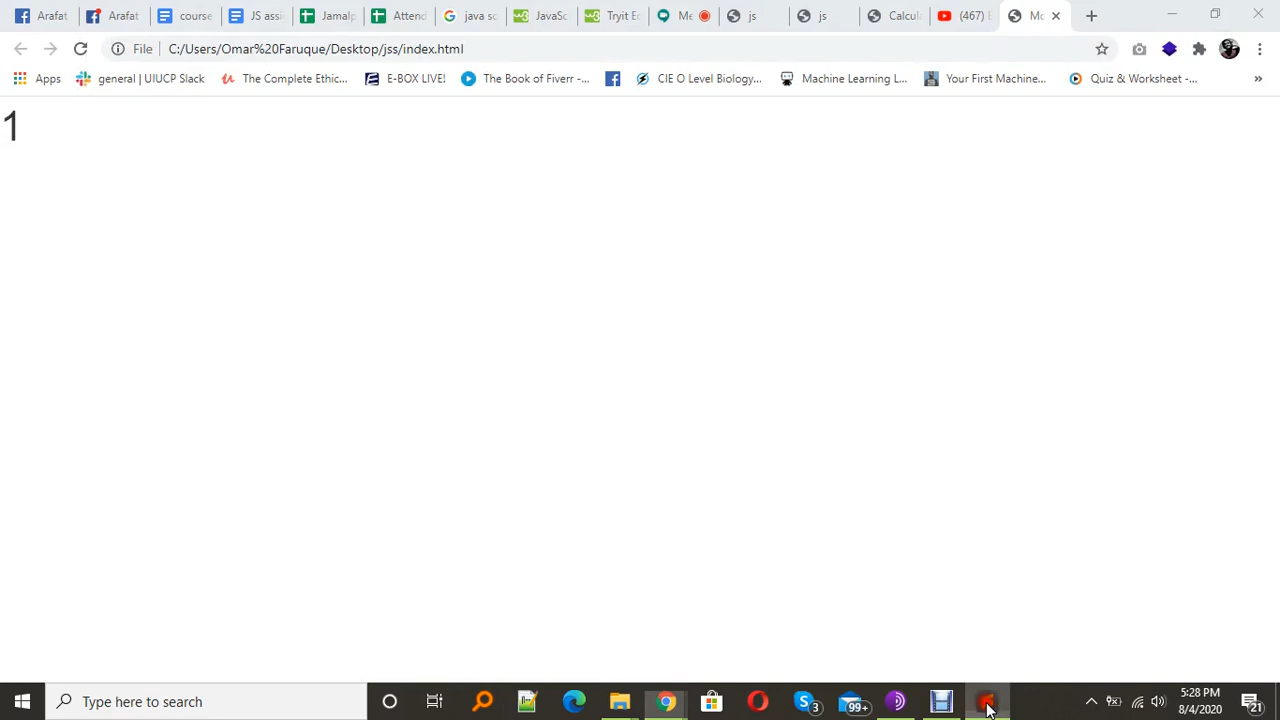 Arafat
Arafat
course
JS assi
Jamalp
Attend
java sc
JavaSc
Tryit E
Me
js
js
Calcul
(467) E
Mo
File
C:/Users/Omar%20Faruque/Desktop/jss/index.html
Apps
general | UIUCP Slack
The Complete Ethic...
E-BOX LIVE!
The Book of Fiverr -...
CIE O Level Biology...
Machine Learning L...
Your First Machine...
Quiz & Worksheet -...
»
1
Type here to search
3
99+
5:28 PM
8/4/2020
21